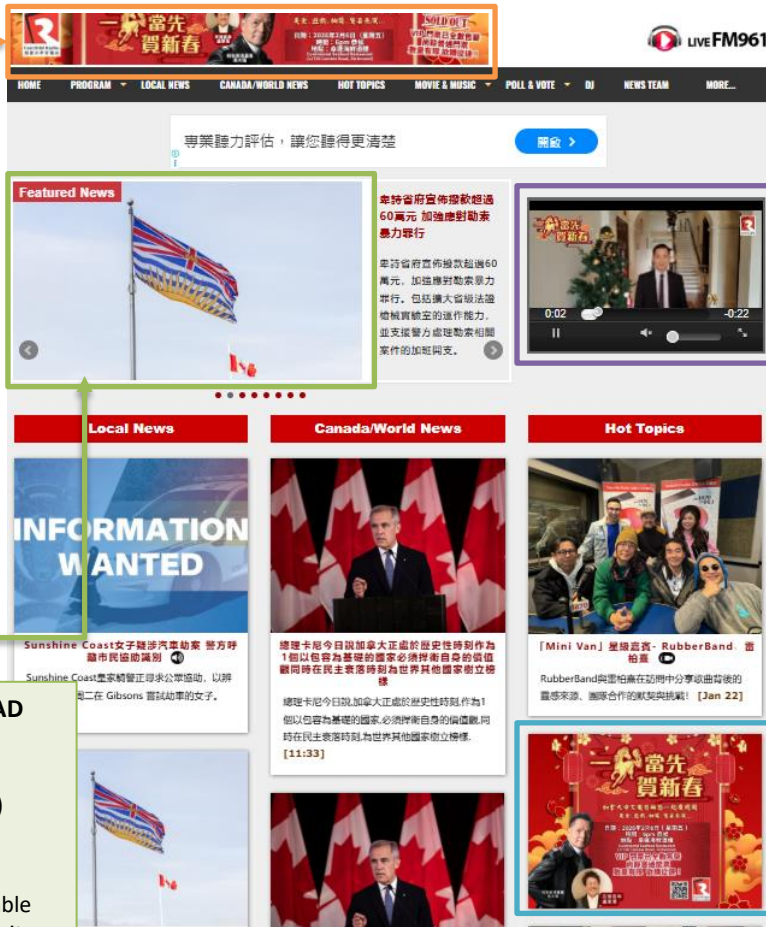 一 當先
賀新春
SOLD OUT
LIVE FM961
HOME PROGRAM LOCAL NEWS CANADA/WORLD NEWS HOT TOPICS MOVIE & MUSIC POLL & VOTE DJ NEWS TEAM MORE...
專業聽力評估，讓您聽得更清楚
開啟
Featured News
卑詩省府宣佈撥款超過
60萬元 加強應對勒索
暴力罪行
卑詩省府宣佈撥款超過60
萬元，加強應對勒索暴力
罪行。包括擴大省級法證
槍械實驗室的運作能力，
並支援警方處理勒索相關
案件的加班開支。
0:02
-0:22
Local News
Canada/World News
Hot Topics
INFORMATION
WANTED
Sunshine Coast女子疑涉汽車劫案 警方呼
籲市民協助識別
Sunshine Coast皇家騎警正尋求公眾協助，以辨
周二在 Gibsons 嘗試劫車的女子。
總理卡尼今日說加拿大正處於歷史性時刻作為
1個以包容為基礎的國家必須捍衛自身的價值
觀同時在民主衰落時刻為世界其他國家樹立榜
樣
總理卡尼今日說,加拿大正處於歷史性時刻,作為1
個以包容為基礎的國家,必須捍衛自身的價值觀,同
時在民主衰落時刻,為世界其他國家樹立榜樣.
[11:33]
「Mini Van」星級嘉賓- RubberBand 雷
柏熹
RubberBand與雷柏熹在訪問中分享歌曲背後的
靈感來源、團隊合作的默契與挑戰! [Jan 22]
AD
)
ble
一 當先
賀新春